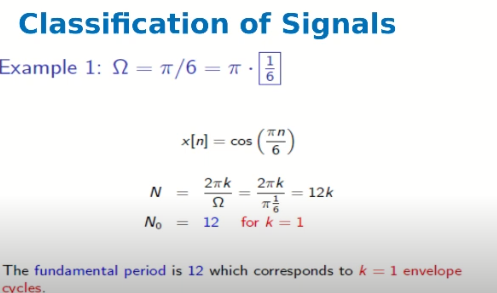 Classification of Signals
Example 1: Ω = π/6 = π · 1/6
x[n] = cos (πn/6)
N = 2πk/Ω = 2πk/π1/6 = 12k
N₀ = 12 for k = 1
The fundamental period is 12 which corresponds to k = 1 envelope
cycles.